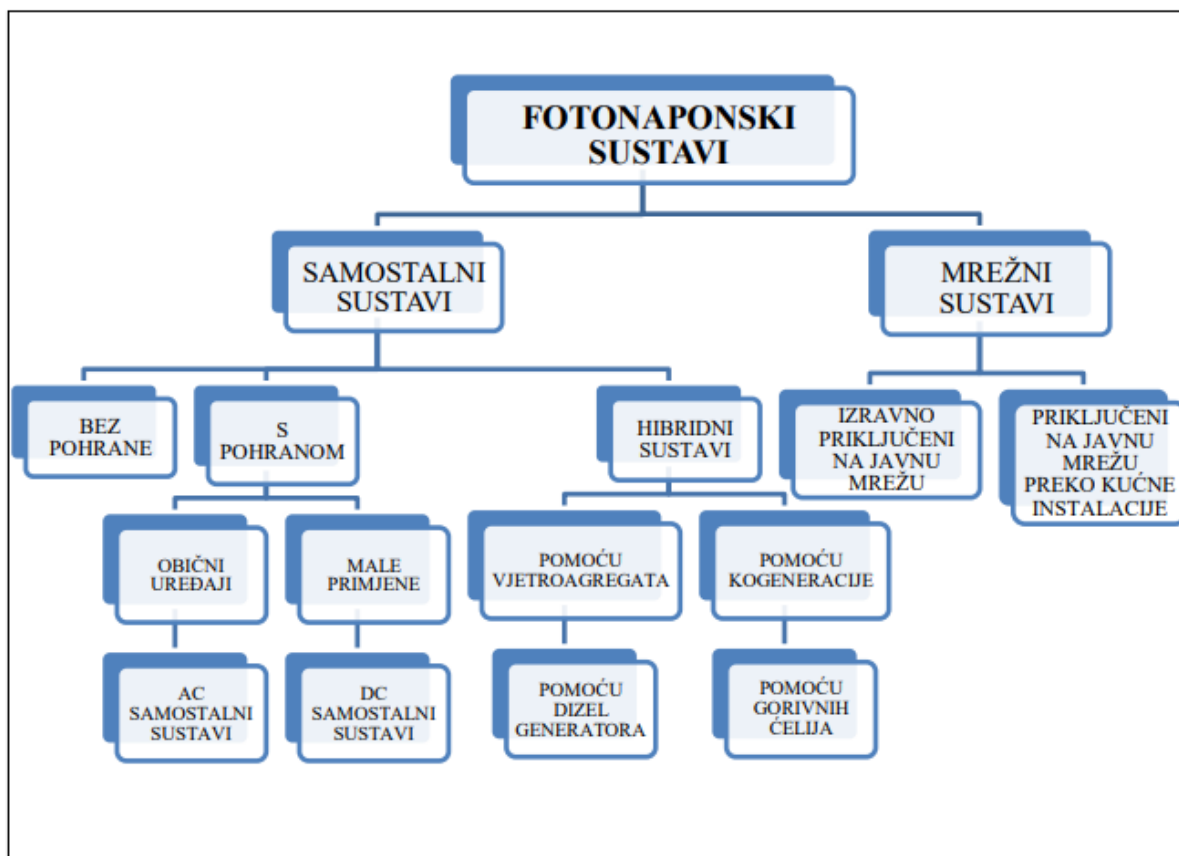 FOTONAPONSKI
SUSTAVI
SAMOSTALNI
SUSTAVI
MREŽNI
SUSTAVI
BEZ
POHRANE
S
POHRANOM
HIBRIDNI
SUSTAVI
IZRAVNO
PRIKLJUČENI
NA JAVNU
MREŽU
PRIKLJUČENI
NA JAVNU
MREŽU
PREKO KUĆNE
INSTALACIJE
OBIČNI
UREĐAJI
MALE
PRIMJENE
POMOĆU
VJETROAGREGATA
POMOĆU
KOGENERACIJE
AC
SAMOSTALNI
SUSTAVI
DC
SAMOSTALNI
SUSTAVI
POMOĆU
DIZEL
GENERATORA
POMOĆU
GORIVNIH
ĆELIJA